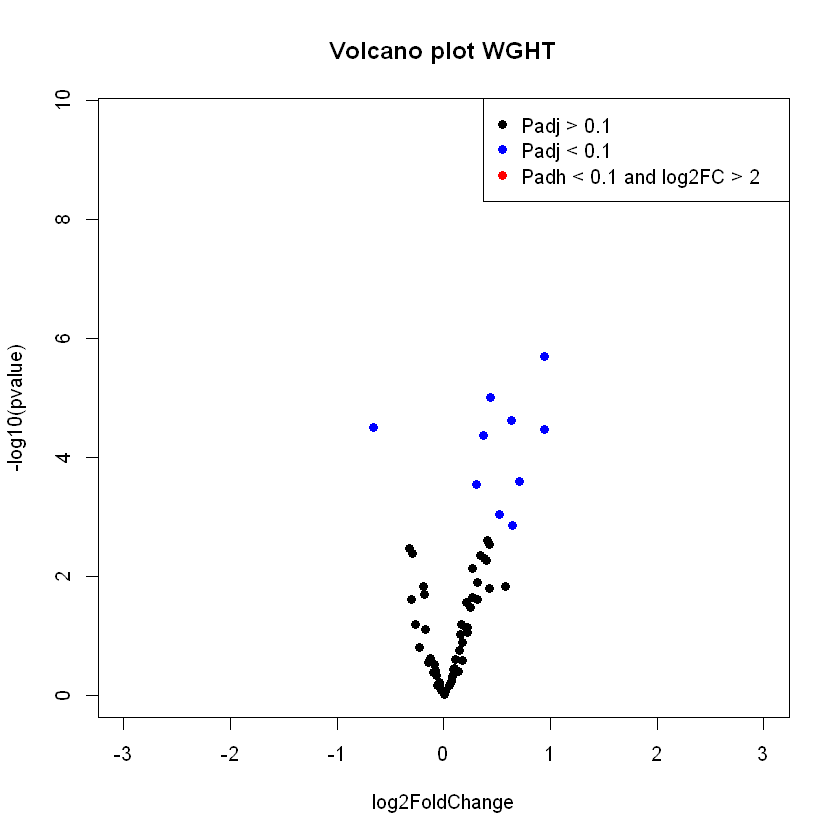 Volcano plot WGHT
Padj > 0.1
Padj < 0.1
Padh < 0.1 and log2FC > 2
10
8
6
4
2
0
-log10(pvalue)
-3 -2 -1 0 1 2 3
log2FoldChange